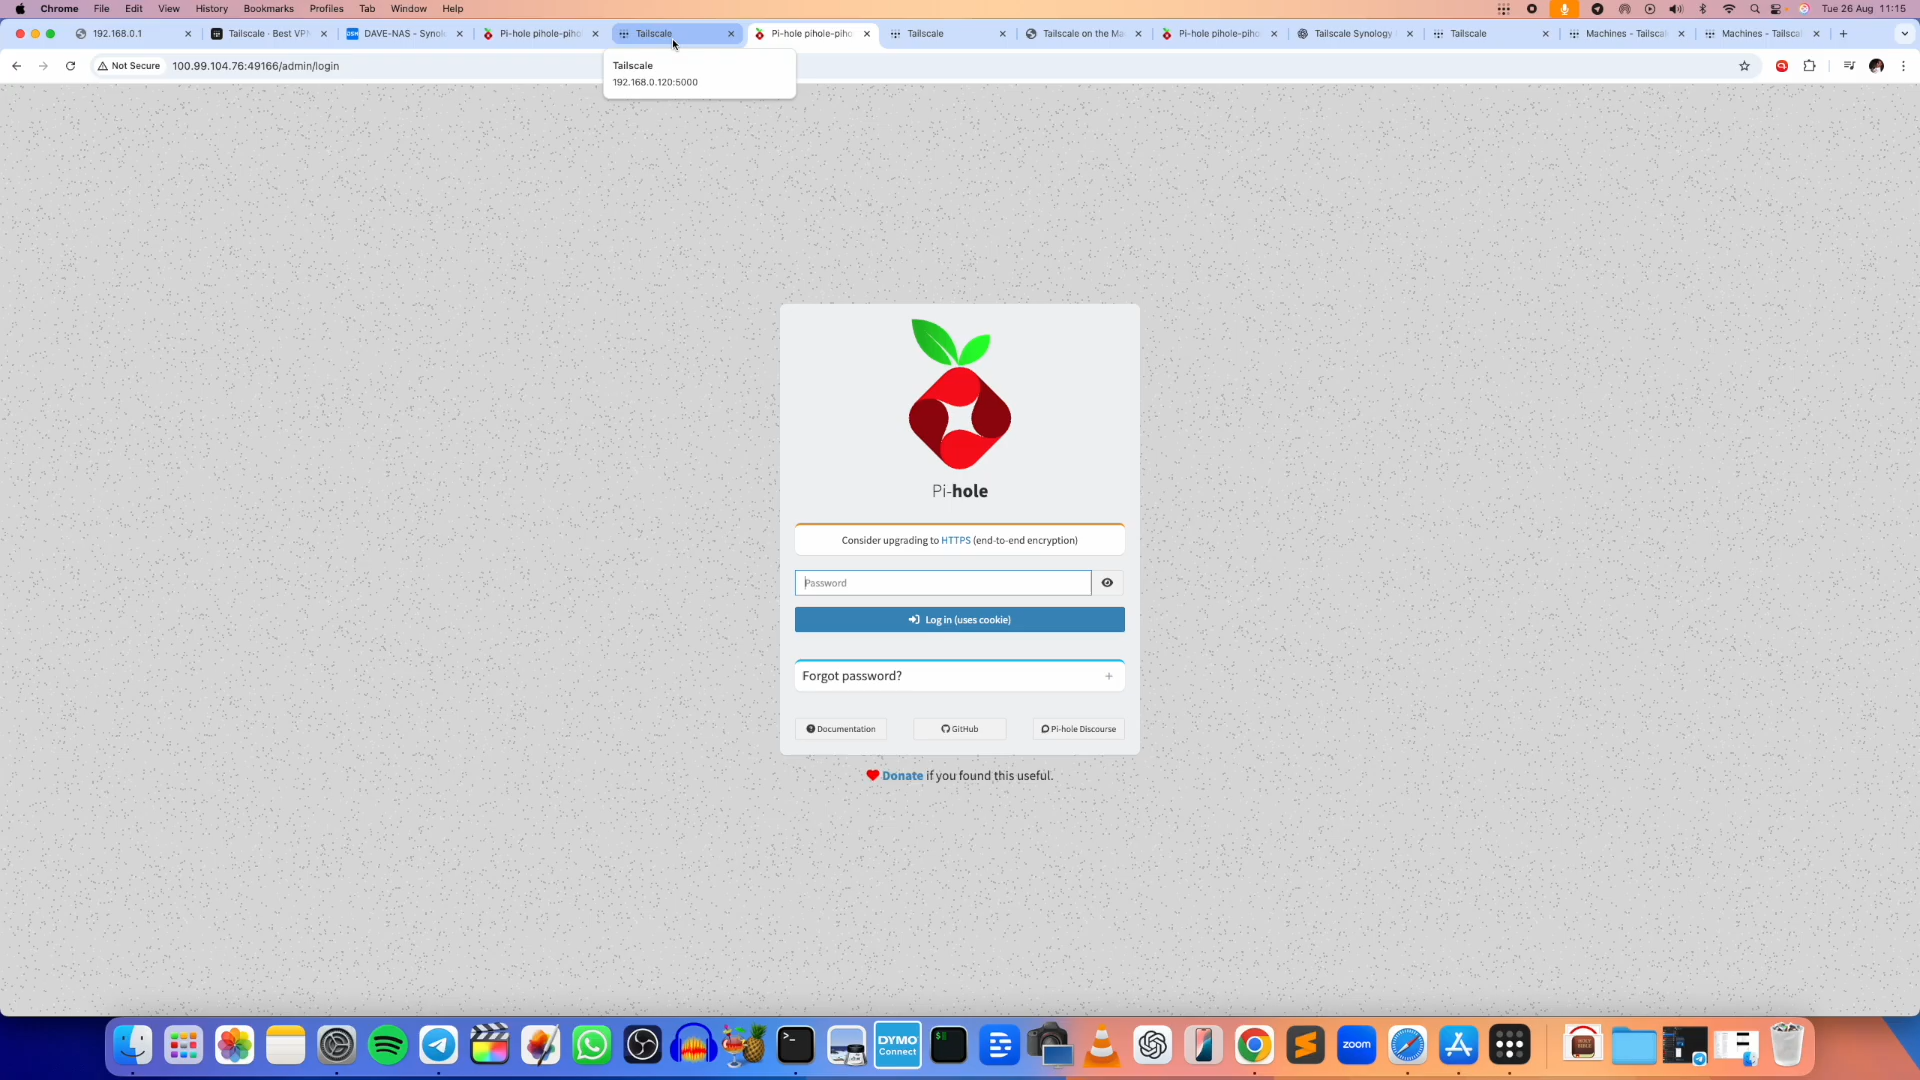 Chrome File Edit View History Bookmarks Profiles Tab Window Help Tue 26 Aug 11:15
192.168.0.1 Tailscale · Best VPN DAVE-NAS - Synol Pi-hole pihole-piho Tailscale Pi-hole pihole-piho Tailscale Tailscale on the Ma Pi-hole pihole-piho Tailscale Synology Tailscale Machines - Tailsca Machines - Tailsca
Not Secure 100.99.104.76:49166/admin/login
Tailscale
192.168.0.120:5000
Pi-hole
Consider upgrading to HTTPS (end-to-end encryption)
Password
Log in (uses cookie)
Forgot password?
Documentation GitHub Pi-hole Discourse
Donate if you found this useful.
DYMO
Connect
zoom
HOLY
BIBLE